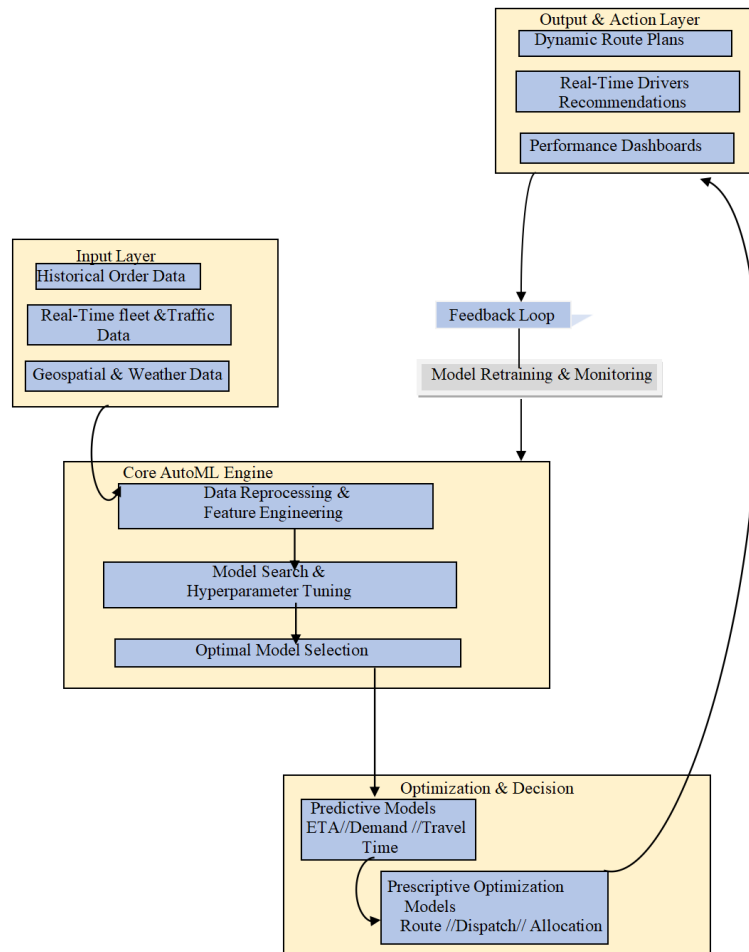 Output & Action Layer
Dynamic Route Plans
Real-Time Drivers
Recommendations
Performance Dashboards
Input Layer
Historical Order Data
Real-Time fleet &Traffic
Data
Geospatial & Weather Data
Feedback Loop
Model Retraining & Monitoring
Core AutoML Engine
Data Reprocessing &
Feature Engineering
Model Search &
Hyperparameter Tuning
Optimal Model Selection
Optimization & Decision
Predictive Models
ETA//Demand //Travel
Time
Prescriptive Optimization
Models
Route //Dispatch// Allocation